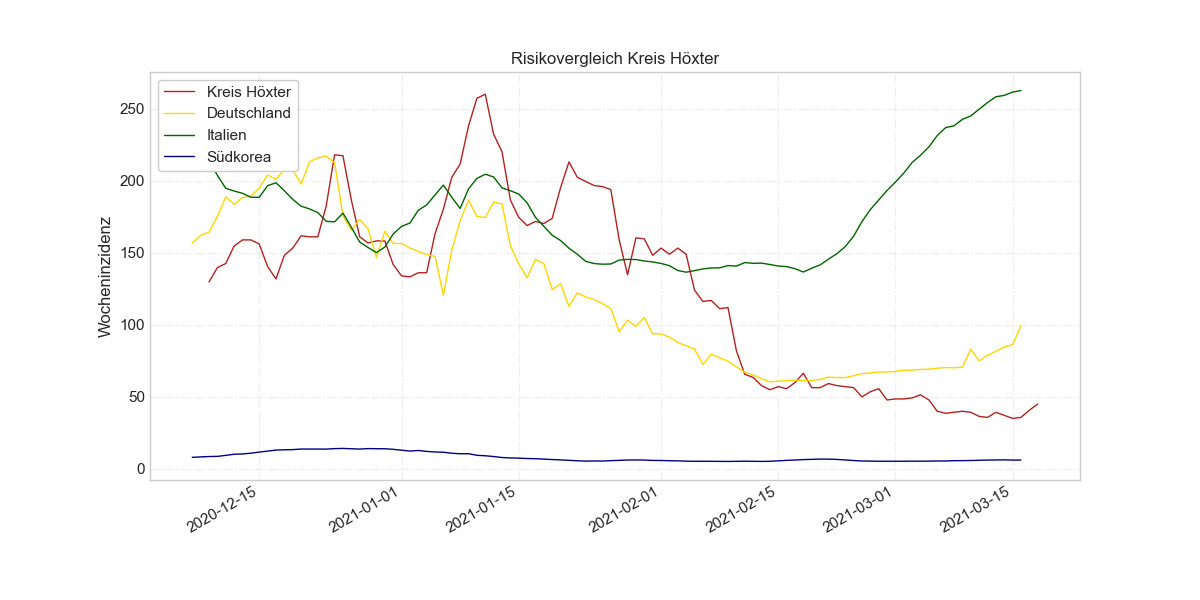 Risikovergleich Kreis Höxter
Kreis Höxter
Deutschland
Italien
Südkorea
Wocheninzidenz
250
200
150
100
50
0
2020-12-15
2021-01-01
2021-01-15
2021-02-01
2021-02-15
2021-03-01
2021-03-15